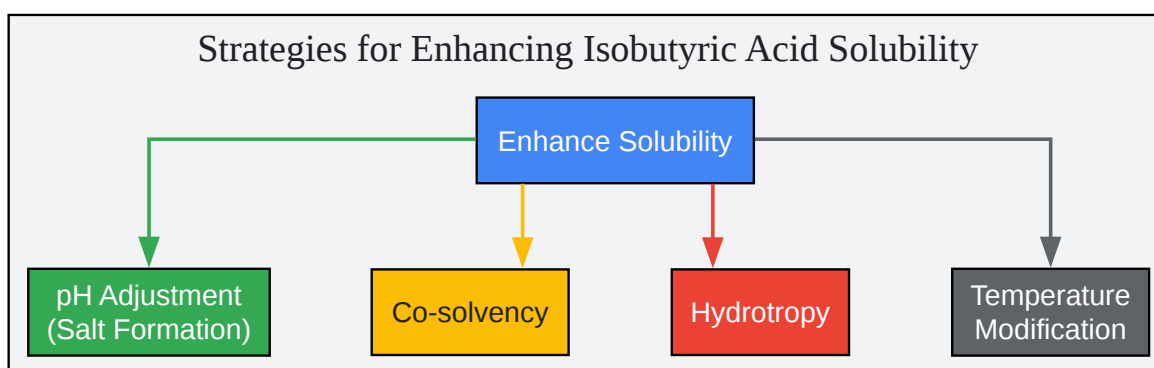 Strategies for Enhancing Isobutyric Acid Solubility
Enhance Solubility
pH Adjustment
(Salt Formation)
Co-solvency
Hydrotropy
Temperature
Modification